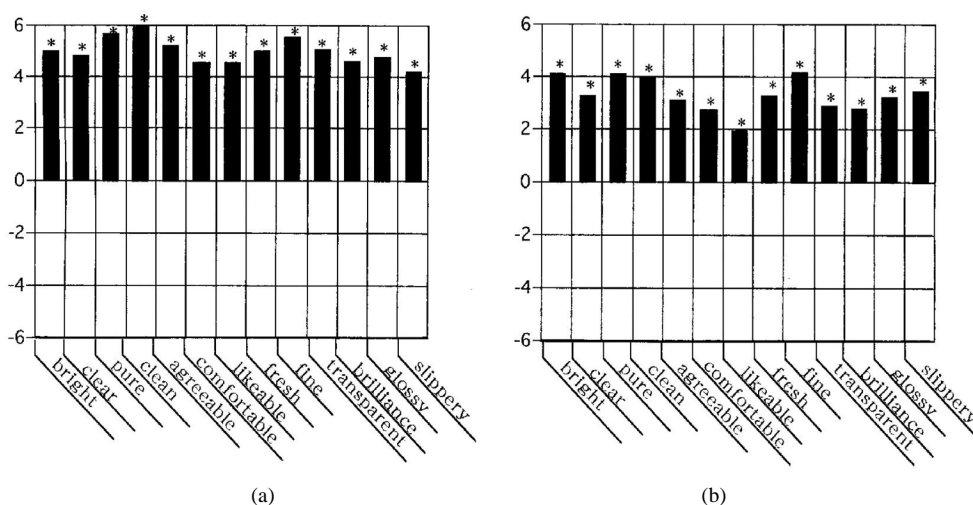 6
4
2
0
-2
-4
-6
bright
clear
pure
clean
agreeable
comfortable
likeable
fresh
fine
transparent
brilliance
glossy
slippery
(a)
6
4
2
0
-2
-4
-6
bright
clear
pure
clean
agreeable
comfortable
likeable
fresh
fine
transparent
brilliance
glossy
slippery
(b)